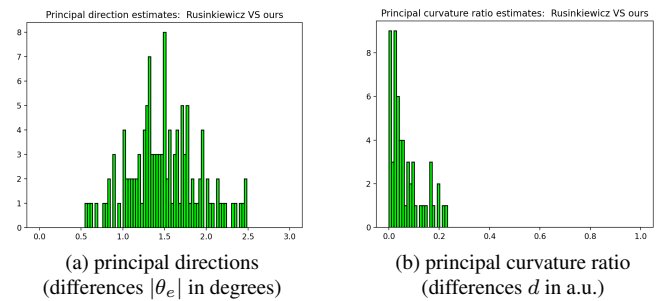 Principal direction estimates: Rusinkiewicz VS ours
8
7
6
5
4
3
2
1
0
0.0 0.5 1.0 1.5 2.0 2.5 3.0
(a) principal directions
(differences |θₑ| in degrees)
Principal curvature ratio estimates: Rusinkiewicz VS ours
8
6
4
2
0
0.0 0.2 0.4 0.6 0.8 1.0
(b) principal curvature ratio
(differences d in a.u.)